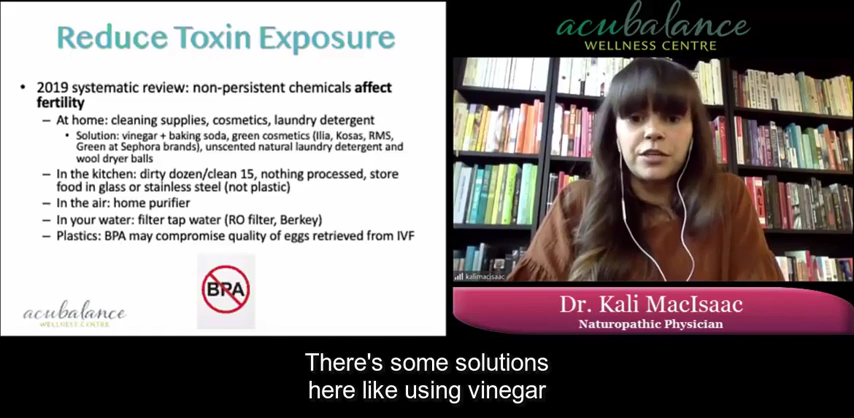 Reduce Toxin Exposure
• 2019 systematic review: non-persistent chemicals affect
fertility
– At home: cleaning supplies, cosmetics, laundry detergent
• Solution: vinegar + baking soda, green cosmetics (Ilia, Kosas, RMS,
Green at Sephora brands), unscented natural laundry detergent and
wool dryer balls
– In the kitchen: dirty dozen/clean 15, nothing processed, store
food in glass or stainless steel (not plastic)
– In the air: home purifier
– In your water: filter tap water (RO filter, Berkey)
– Plastics: BPA may compromise quality of eggs retrieved from IVF
BPA
acubalance
WELLNESS CENTRE
acubalance
WELLNESS CENTRE
kalimacisaac
Dr. Kali MacIsaac
Naturopathic Physician
There's some solutions
here like using vinegar